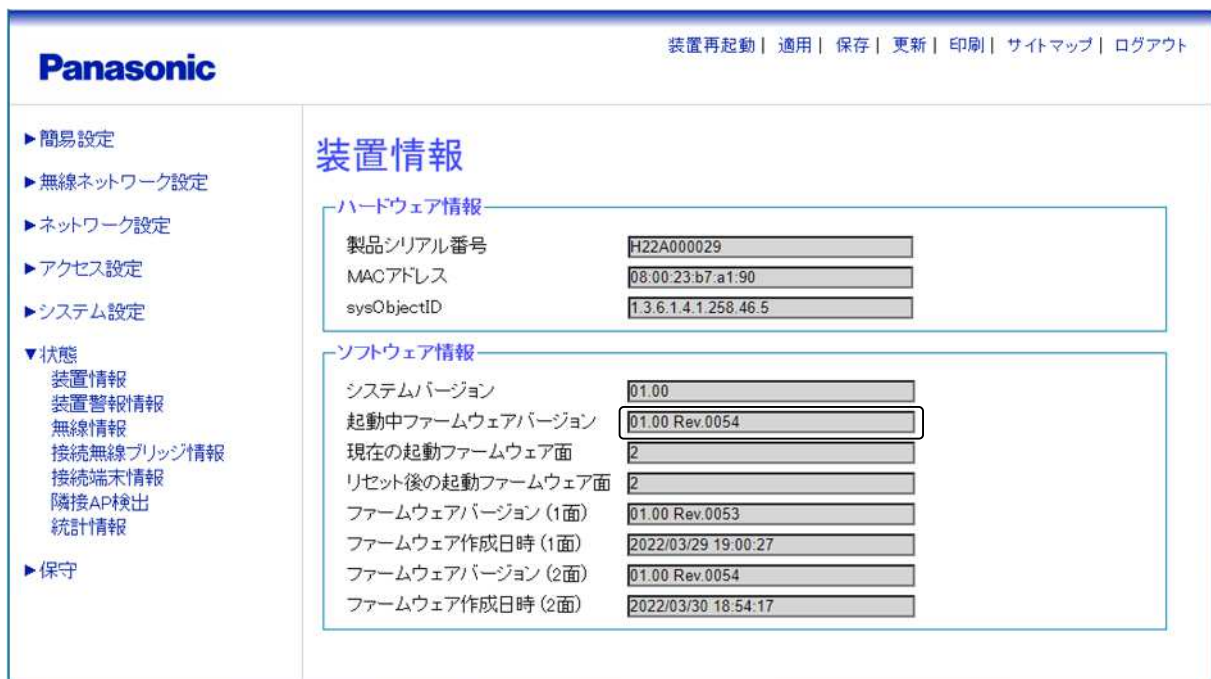 Panasonic
装置再起動 | 適用 | 保存 | 更新 | 印刷 | サイトマップ | ログアウト
▶簡易設定
▶無線ネットワーク設定
▶ネットワーク設定
▶アクセス設定
▶システム設定
▼状態
装置情報
装置警報情報
無線情報
接続無線ブリッジ情報
接続端末情報
隣接AP検出
統計情報
▶保守
装置情報
ハードウェア情報
製品シリアル番号 H22A000029
MACアドレス 08:00:23:b7:a1:90
sysObjectID 1.3.6.1.4.1.258.46.5
ソフトウェア情報
システムバージョン 01.00
起動中ファームウェアバージョン 01.00 Rev.0054
現在の起動ファームウェア面 2
リセット後の起動ファームウェア面 2
ファームウェアバージョン (1面) 01.00 Rev.0053
ファームウェア作成日時 (1面) 2022/03/29 19:00:27
ファームウェアバージョン (2面) 01.00 Rev.0054
ファームウェア作成日時 (2面) 2022/03/30 18:54:17